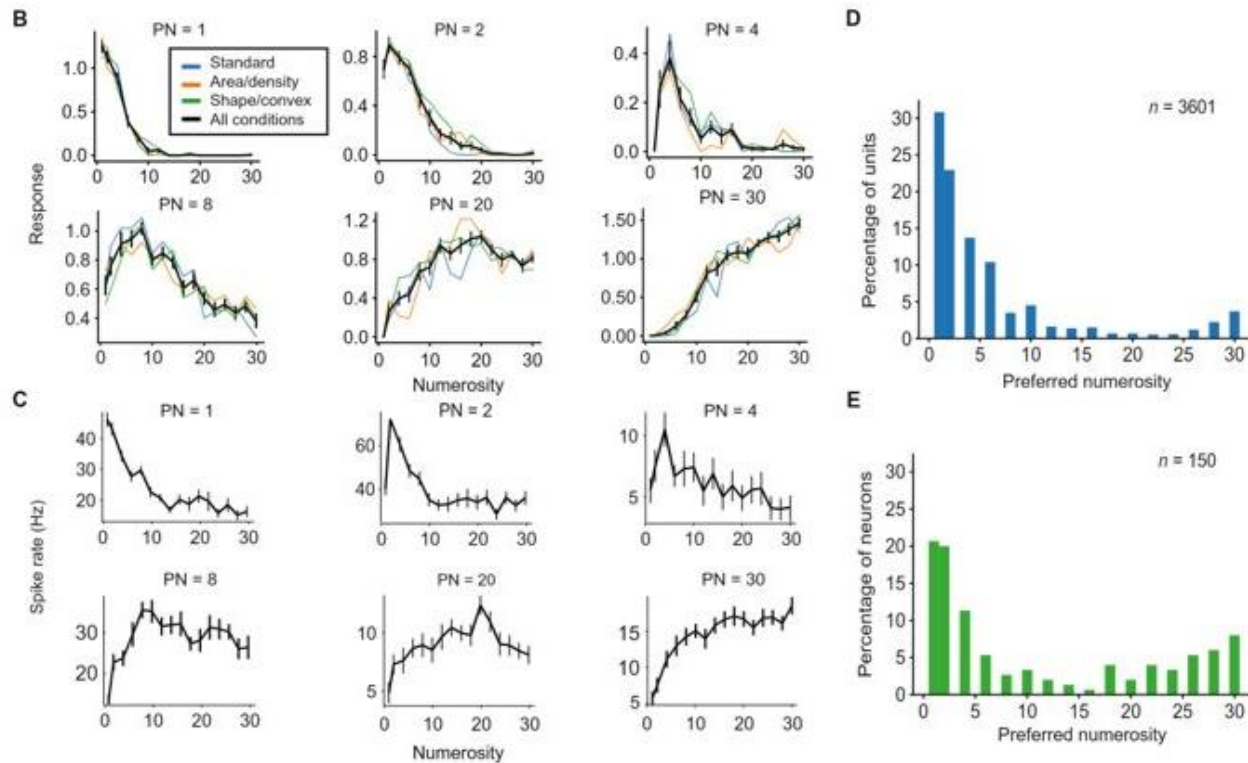 B
PN = 1
PN = 2
PN = 4
Standard
Area/density
Shape/convex
All conditions
1.0
0.5
0.0
0 10 20 30
0.8
0.4
0.0
0 10 20 30
0.4
0.2
0.0
0 10 20 30
Response
PN = 8
PN = 20
PN = 30
1.0
0.8
0.6
0.4
0 10 20 30
1.2
0.8
0.4
0.0
0 10 20 30
1.50
1.00
0.50
0.00
0 10 20 30
Numerosity
C
PN = 1
PN = 2
PN = 4
40
30
20
0 10 20 30
60
40
0 10 20 30
10
5
0 10 20 30
Spike rate (Hz)
PN = 8
PN = 20
PN = 30
30
20
0 10 20 30
10
5
0 10 20 30
15
10
5
0 10 20 30
Numerosity
D
n = 3601
Percentage of units
30
25
20
15
10
5
0
0 5 10 15 20 25 30
Preferred numerosity
E
n = 150
Percentage of neurons
30
25
20
15
10
5
0
0 5 10 15 20 25 30
Preferred numerosity